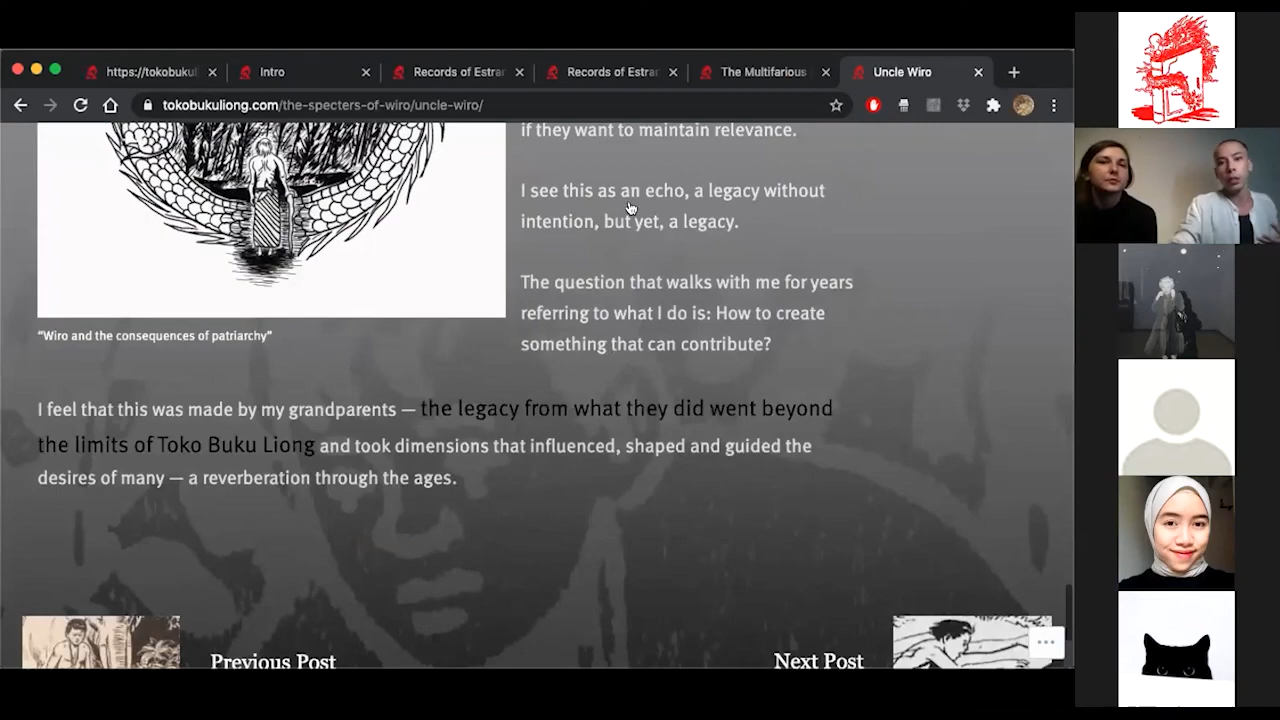 https://tokobukul
Intro
Records of Estran
Records of Estran
The Multifarious
Uncle Wiro
tokobukuliong.com/the-specters-of-wiro/uncle-wiro/
if they want to maintain relevance.
I see this as an echo, a legacy without
intention, but yet, a legacy.
The question that walks with me for years
referring to what I do is: How to create
something that can contribute?
“Wiro and the consequences of patriarchy”
I feel that this was made by my grandparents — the legacy from what they did went beyond
the limits of Toko Buku Liong and took dimensions that influenced, shaped and guided the
desires of many — a reverberation through the ages.
Previous Post
Next Post